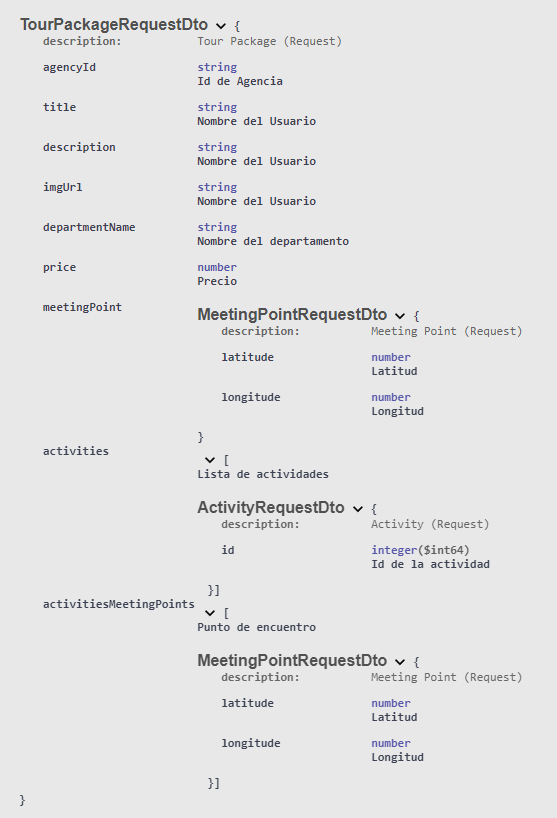 TourPackageRequestDto {
description: Tour Package (Request)
agencyId string
Id de Agencia
title string
Nombre del Usuario
description string
Nombre del Usuario
imgUrl string
Nombre del Usuario
departmentName string
Nombre del departamento
price number
Precio
meetingPoint MeetingPointRequestDto {
description: Meeting Point (Request)
latitude number
Latitud
longitude number
Longitud
}
activities [
Lista de actividades
ActivityRequestDto {
description: Activity (Request)
id integer($int64)
Id de la actividad
}]
activitiesMeetingPoints [
Punto de encuentro
MeetingPointRequestDto {
description: Meeting Point (Request)
latitude number
Latitud
longitude number
Longitud
}]
}